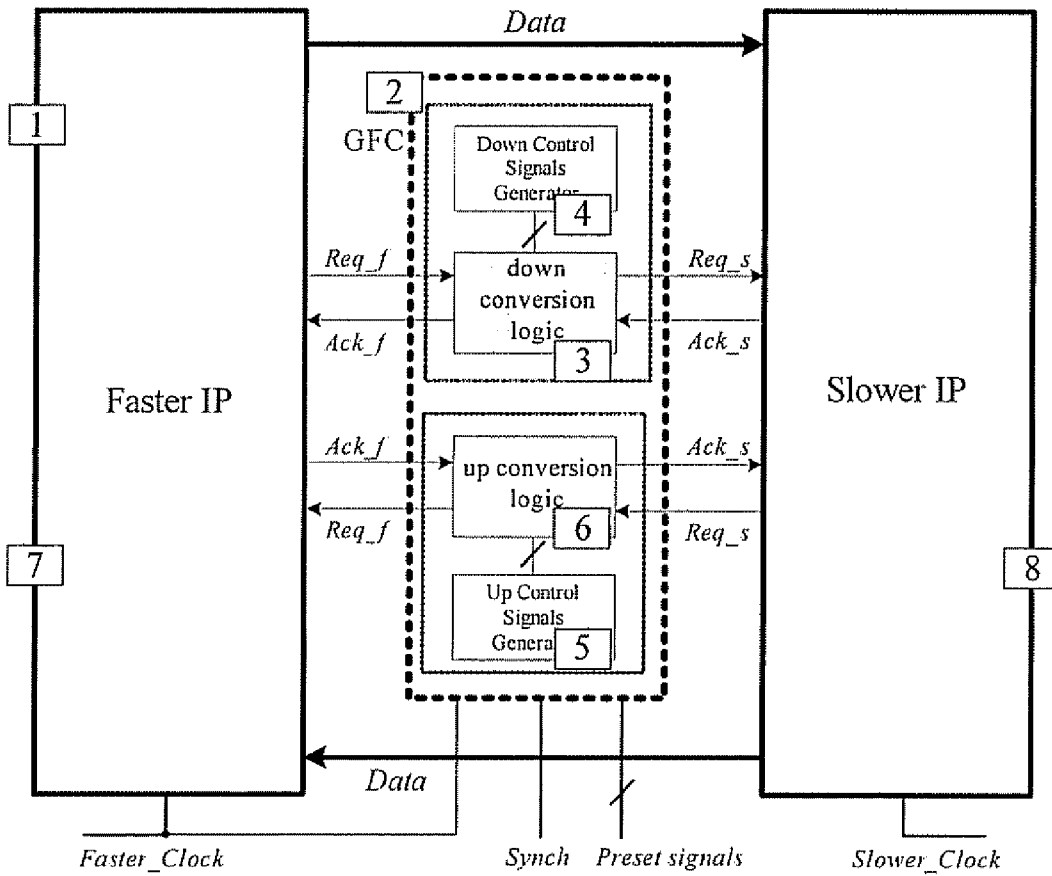 Data
2
1
GFC
Down Control
Signals
Generator
4
Req_f
down
conversion
logic
Req_s
Ack_f
Ack_s
3
Faster IP
Slower IP
Ack_f
up conversion
logic
Ack_s
Req_f
6
Req_s
7
8
Up Control
Signals
Genera
5
Data
Faster_Clock
Synch
Preset signals
Slower_Clock